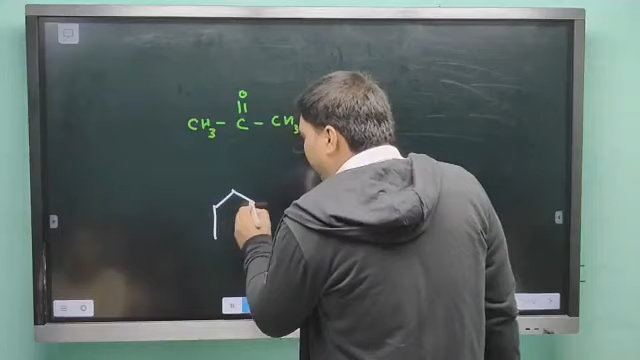 O
||
CH₃ – C – CH₃